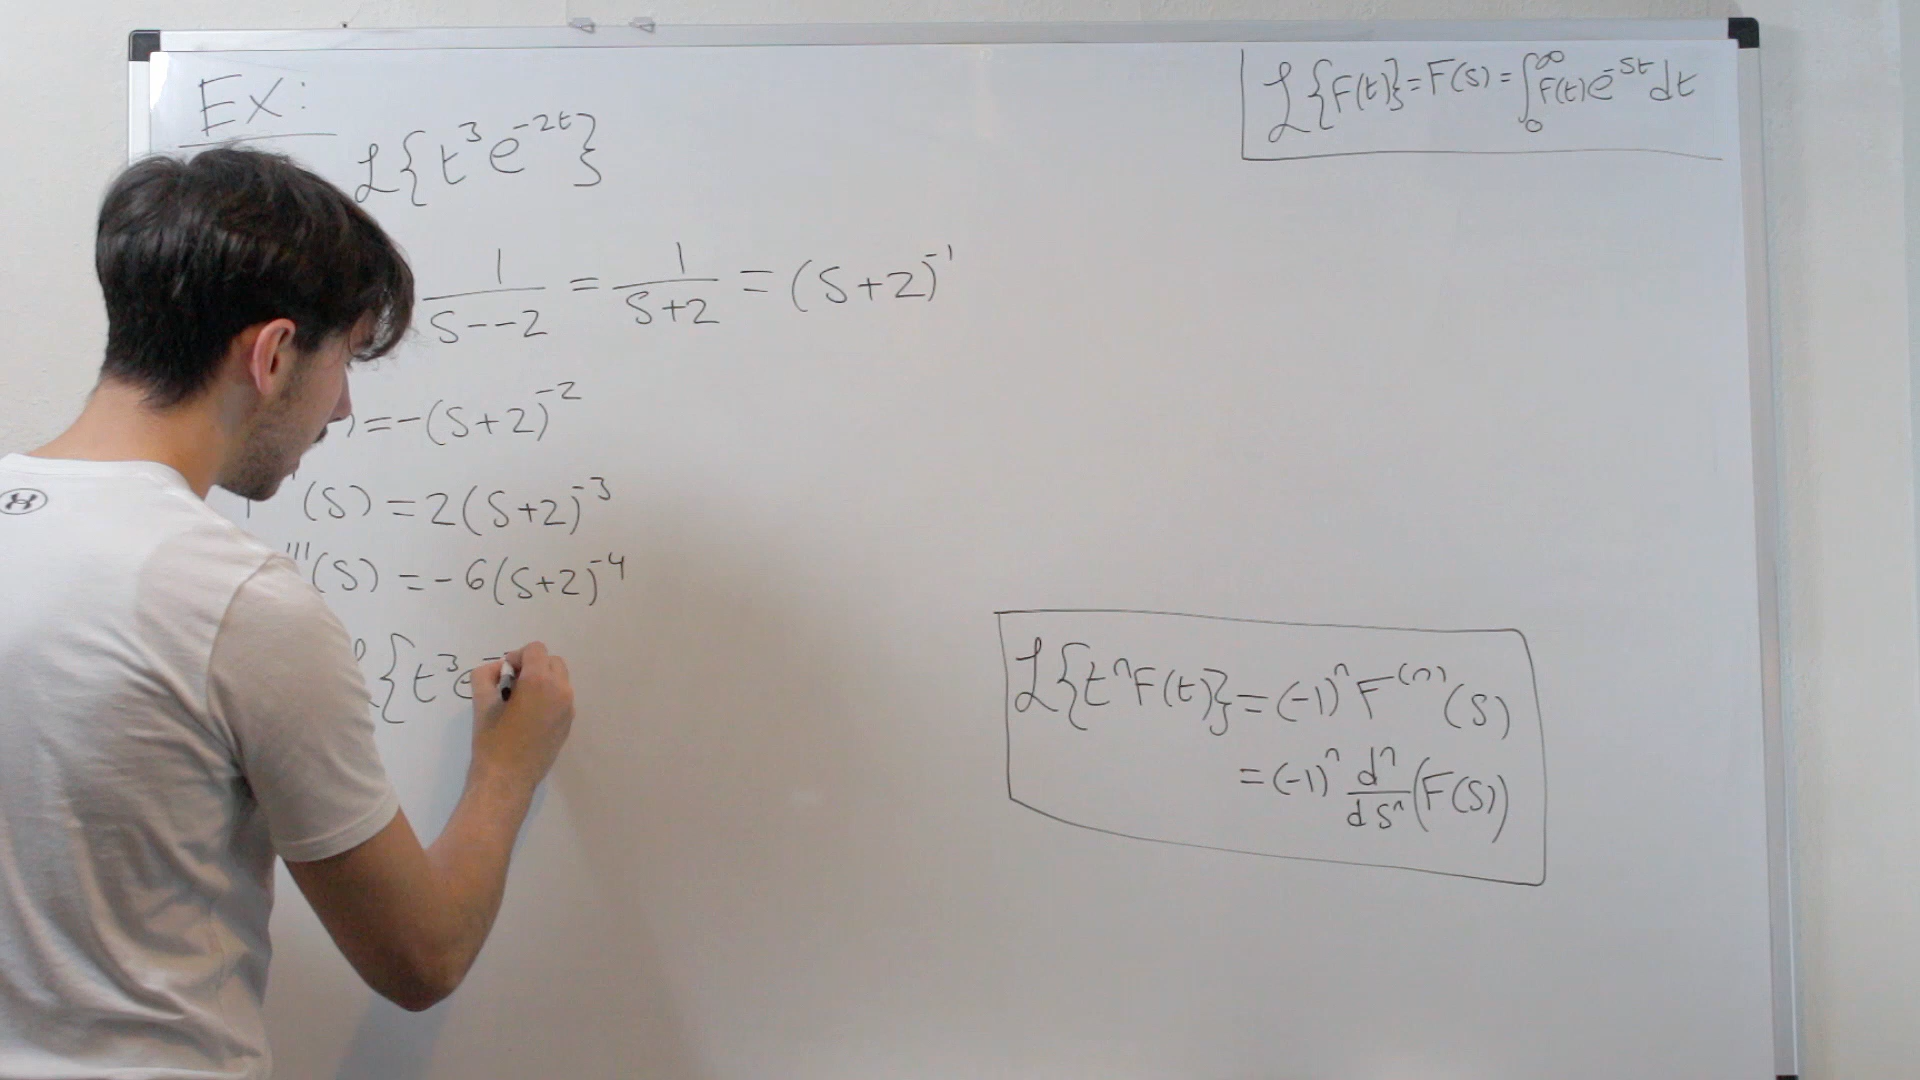 EX:
ℒ{t³e⁻²ᵗ}
1/(S--2) = 1/(S+2) = (S+2)⁻¹
)=-(S+2)⁻²
''(S) = 2(S+2)⁻³
'''(S) = -6(S+2)⁻⁴
ℒ{t³e⁻
ℒ{F(t)} = F(S) = ∫₀^∞ F(t)e^-St dt
ℒ{tⁿF(t)} = (-1)ⁿ F⁽ⁿ⁾(S)
= (-1)ⁿ dⁿ/dSⁿ (F(S))